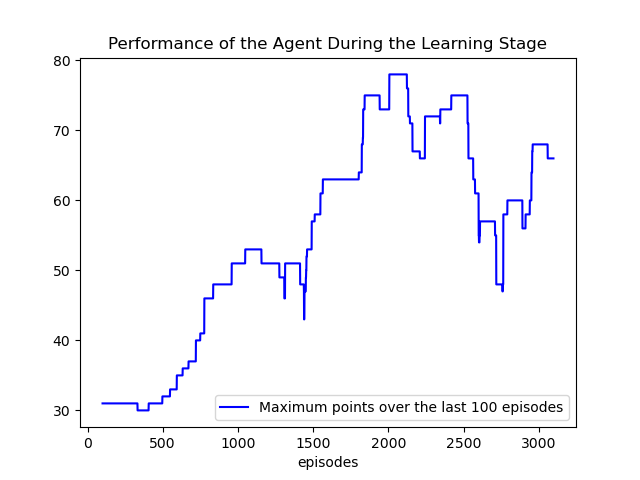 Performance of the Agent During the Learning Stage
80
70
60
50
40
30
Maximum points over the last 100 episodes
0 500 1000 1500 2000 2500 3000
episodes